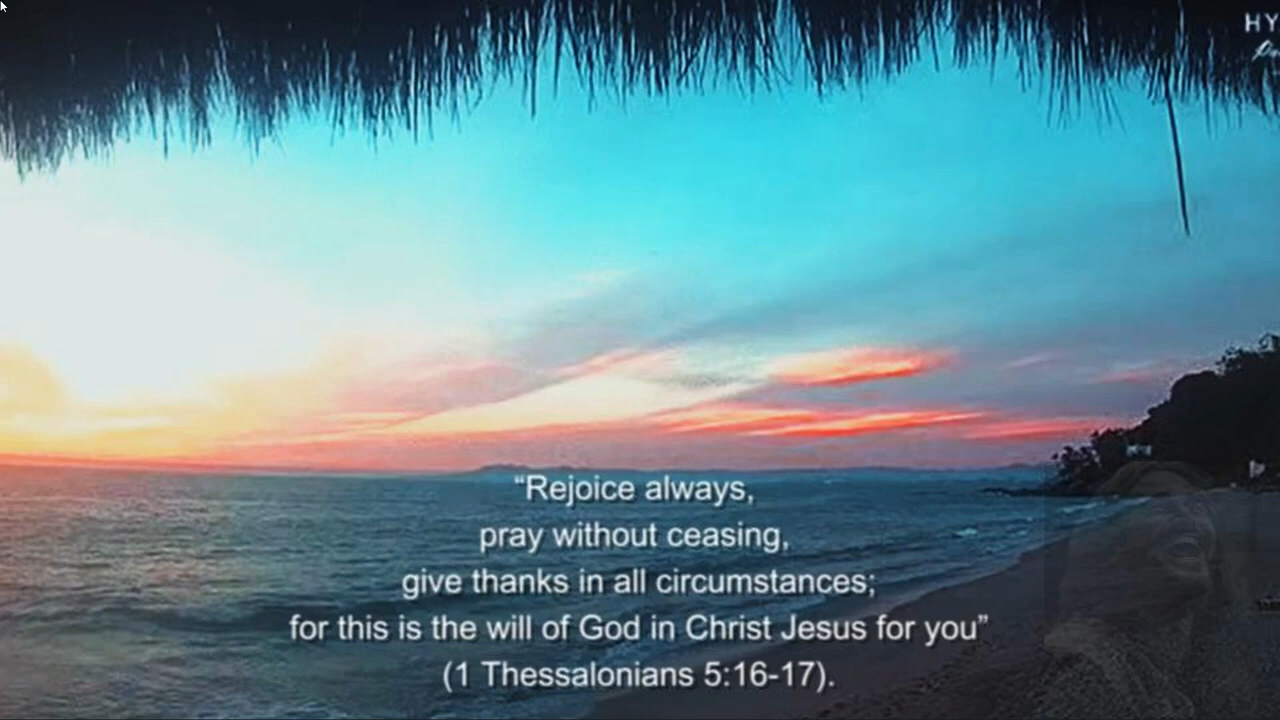 HY
“Rejoice always,
pray without ceasing,
give thanks in all circumstances;
for this is the will of God in Christ Jesus for you”
(1 Thessalonians 5:16-17).